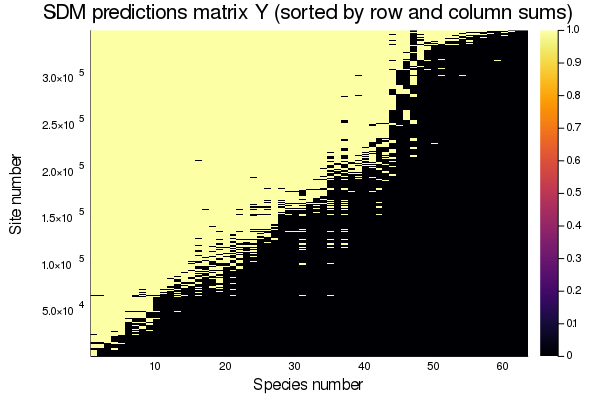 SDM predictions matrix Y (sorted by row and column sums)
Site number
3.0× 10 5
2.5× 10 5
2.0× 10 5
1.5× 10 5
1.0× 10 5
5.0× 10 4
10 20 30 40 50 60
Species number
1.0
0.9
0.8
0.7
0.6
0.5
0.4
0.3
0.2
0.1
0